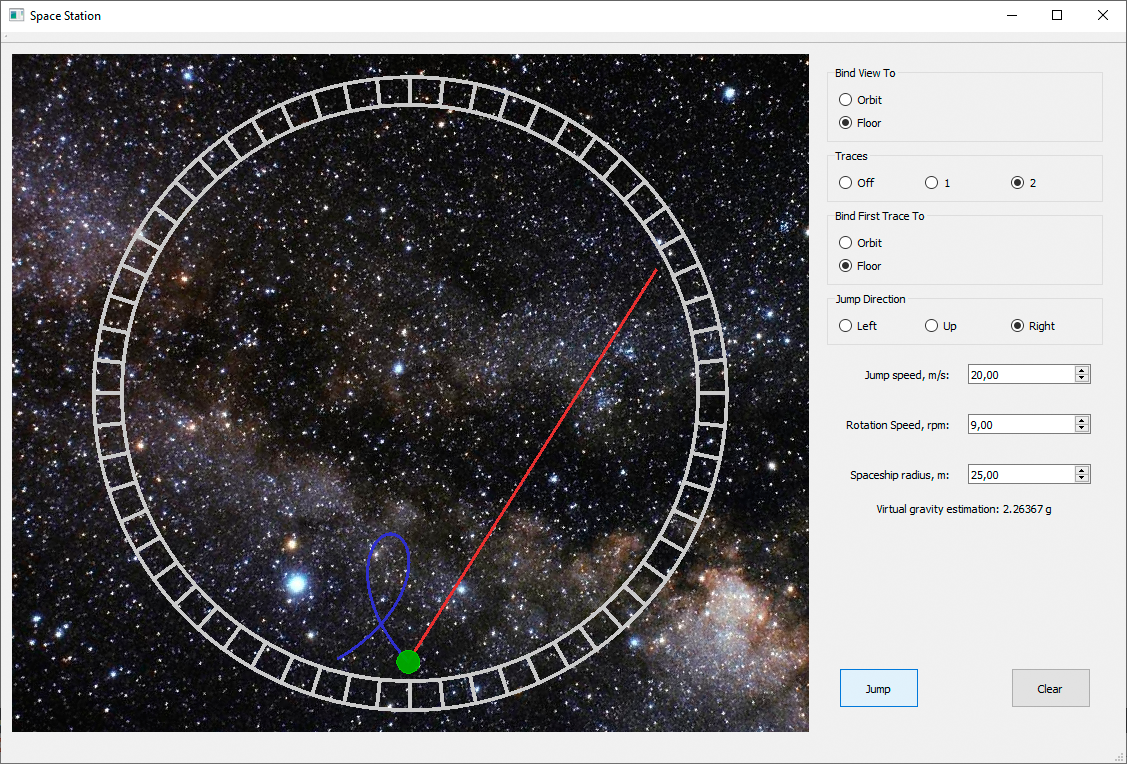 Space Station
Bind View To
Orbit
Floor
Traces
Off 1 2
Bind First Trace To
Orbit
Floor
Jump Direction
Left Up Right
Jump speed, m/s: 20,00
Rotation Speed, rpm: 9,00
Spaceship radius, m: 25,00
Virtual gravity estimation: 2.26367 g
Jump Clear